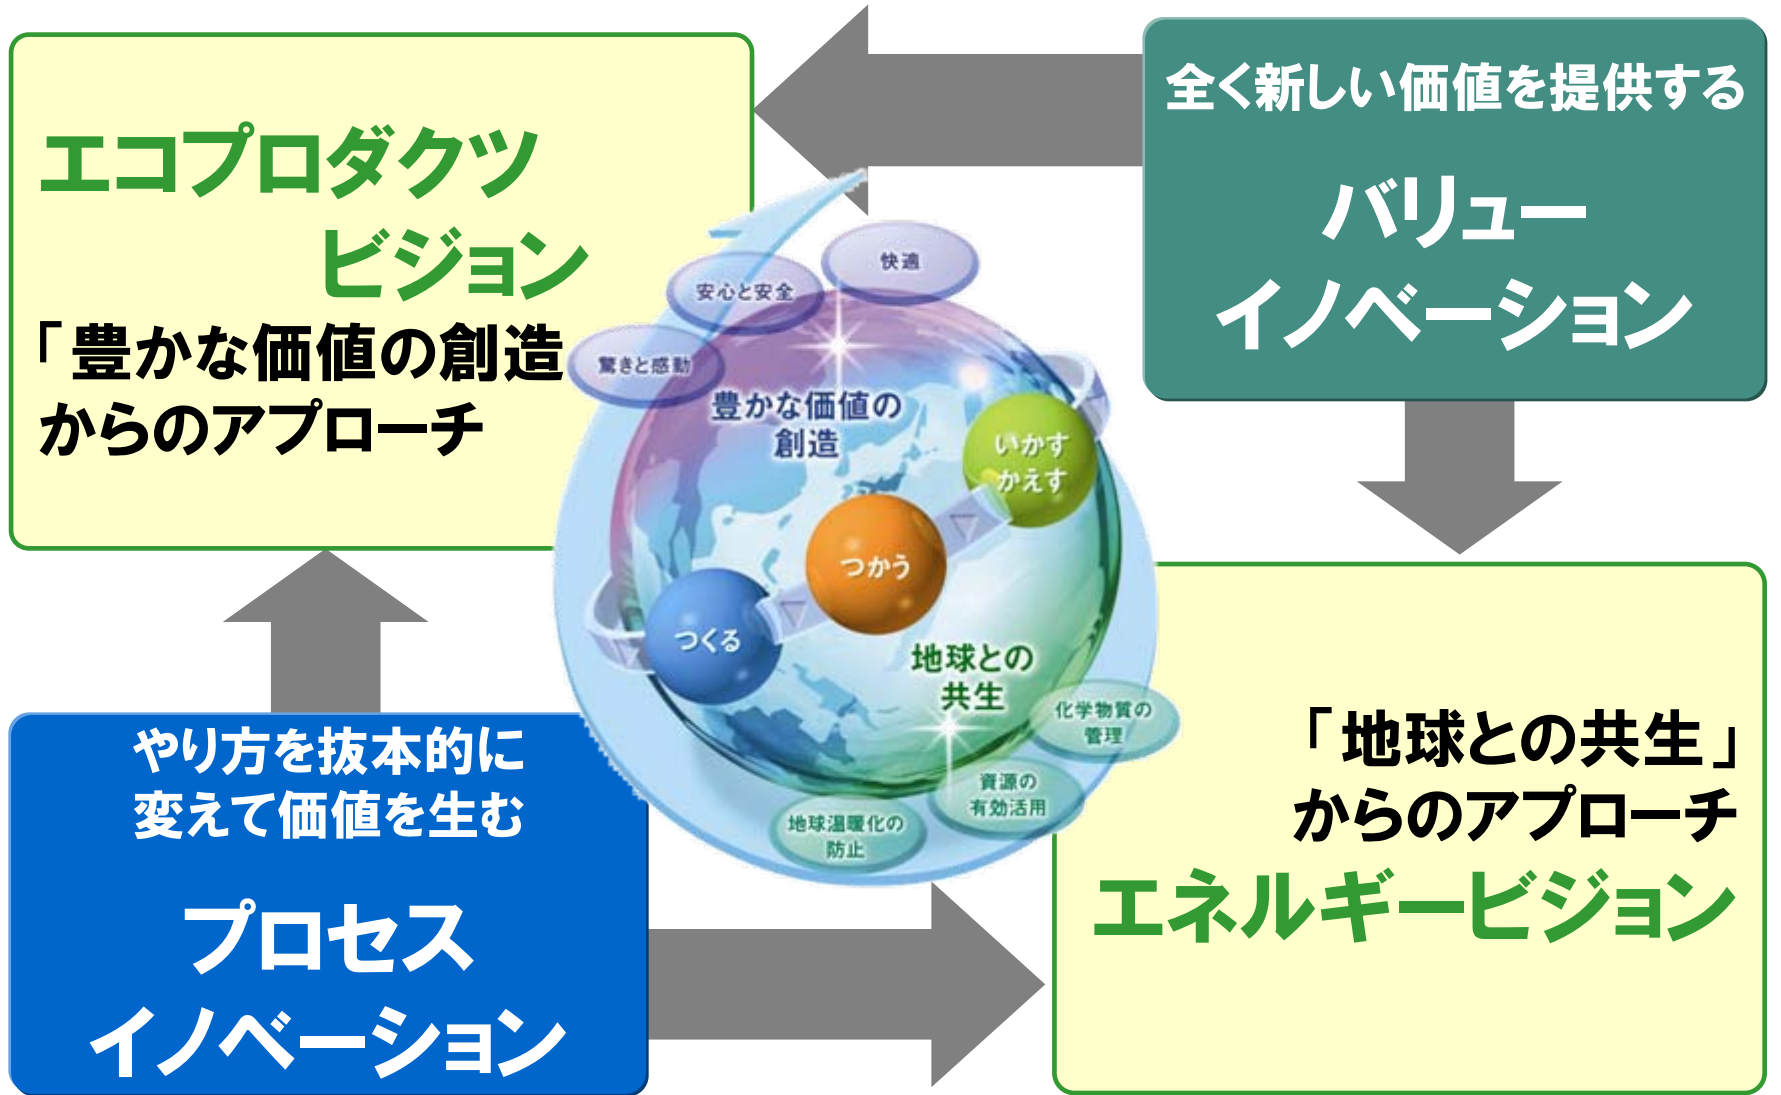 エコプロダクツ
ビジョン
「豊かな価値の創造
からのアプローチ
全く新しい価値を提供する
バリュー
イノベーション
快適
安心と安全
驚きと感動
豊かな価値の
創造
いかす
かえす
つかう
つくる
地球との
共生
化学物質の
管理
資源の
有効活用
地球温暖化の
防止
やり方を抜本的に
変えて価値を生む
プロセス
イノベーション
「地球との共生」
からのアプローチ
エネルギービジョン